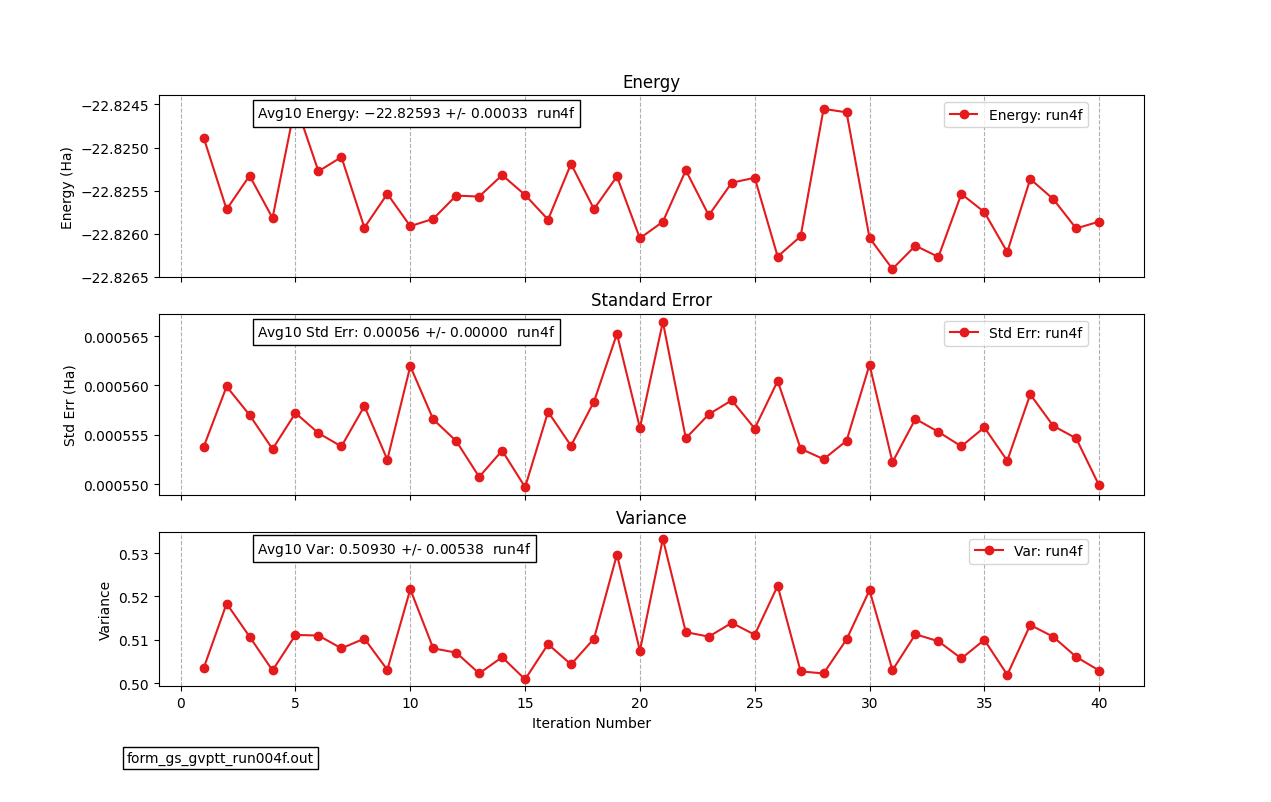 Energy
Avg10 Energy: −22.82593 +/- 0.00033  run4f
Energy: run4f
Energy (Ha)
−22.8245
−22.8250
−22.8255
−22.8260
−22.8265
Standard Error
Avg10 Std Err: 0.00056 +/- 0.00000  run4f
Std Err: run4f
Std Err (Ha)
0.000565
0.000560
0.000555
0.000550
Variance
Avg10 Var: 0.50930 +/- 0.00538  run4f
Var: run4f
Variance
0.53
0.52
0.51
0.50
0 5 10 15 20 25 30 35 40
Iteration Number
form_gs_gvptt_run004f.out